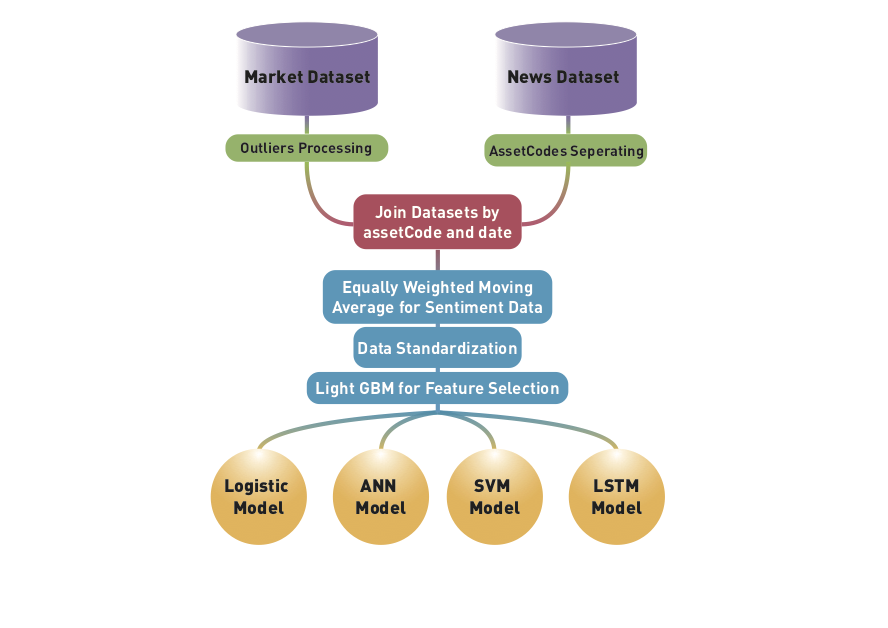 Market Dataset
News Dataset
Outliers Processing
AssetCodes Seperating
Join Datasets by
assetCode and date
Equally Weighted Moving
Average for Sentiment Data
Data Standardization
Light GBM for Feature Selection
Logistic
Model
ANN
Model
SVM
Model
LSTM
Model